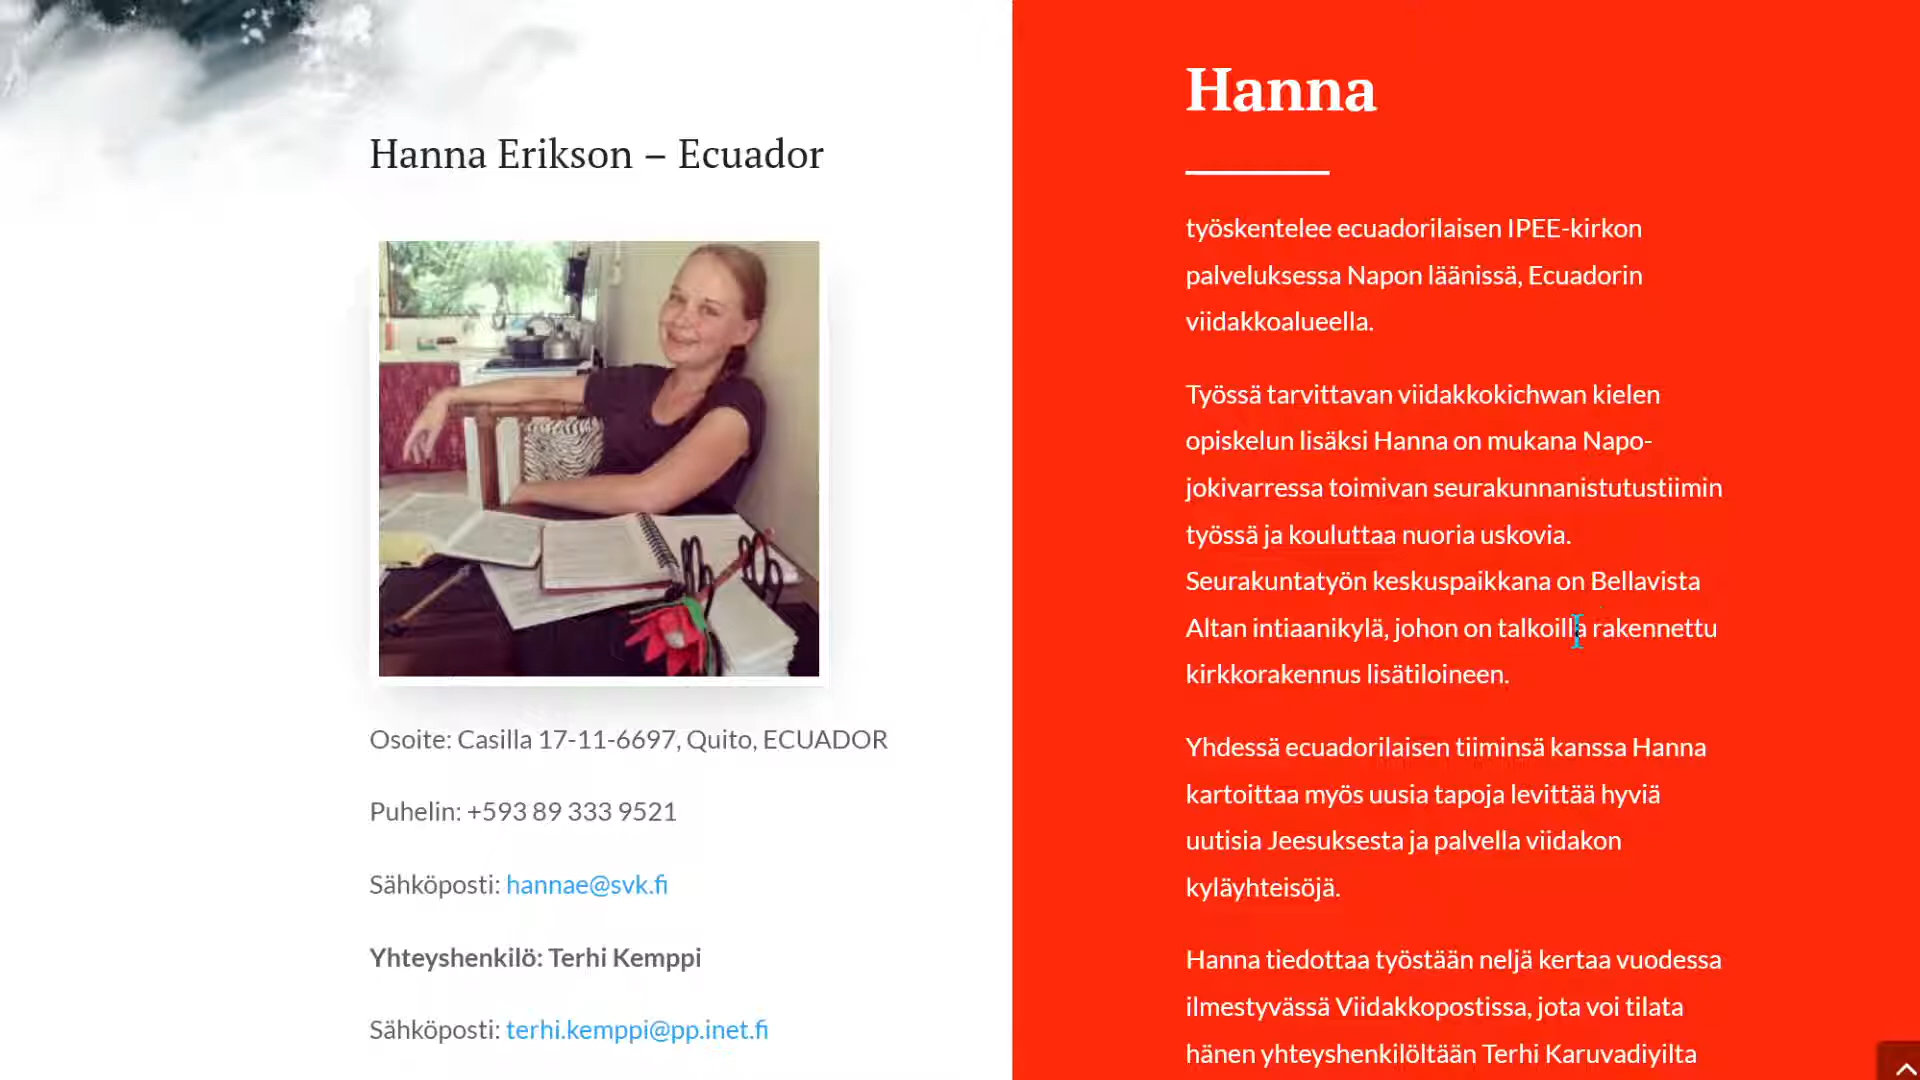 Hanna Erikson – Ecuador
Osoite: Casilla 17-11-6697, Quito, ECUADOR
Puhelin: +593 89 333 9521
Sähköposti: hannae@svk.fi
Yhteyshenkilö: Terhi Kemppi
Sähköposti: terhi.kemppi@pp.inet.fi
Hanna
työskentelee ecuadorilaisen IPEE-kirkon
palveluksessa Napon läänissä, Ecuadorin
viidakkoalueella.
Työssä tarvittavan viidakkokichwan kielen
opiskelun lisäksi Hanna on mukana Napo-
jokivarressa toimivan seurakunnanistutustiimin
työssä ja kouluttaa nuoria uskovia.
Seurakuntatyön keskuspaikkana on Bellavista
Altan intiaanikylä, johon on talkoilla rakennettu
kirkkorakennus lisätiloineen.
Yhdessä ecuadorilaisen tiiminsä kanssa Hanna
kartoittaa myös uusia tapoja levittää hyviä
uutisia Jeesuksesta ja palvella viidakon
kyläyhteisöjä.
Hanna tiedottaa työstään neljä kertaa vuodessa
ilmestyvässä Viidakkopostissa, jota voi tilata
hänen yhteyshenkilöltään Terhi Karuvadiyilta